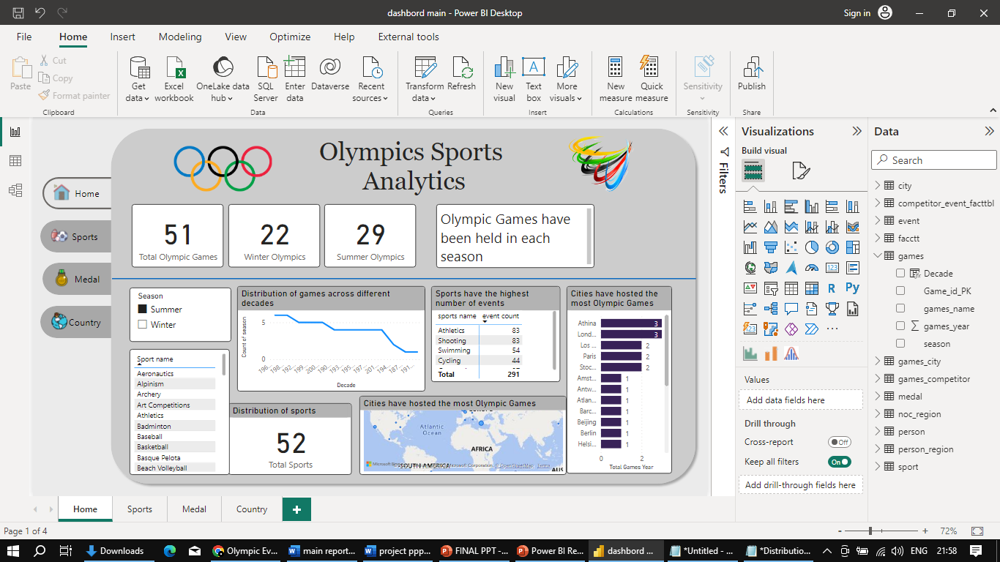 dashbord main - Power BI Desktop
Sign in
File Home Insert Modeling View Optimize Help External tools
Paste
Cut
Copy
Format painter
Clipboard
Get data
Excel workbook
OneLake data hub
SQL Server
Enter data
Dataverse
Recent sources
Data
Transform data
Refresh
Queries
New visual
Text box
More visuals
Insert
New measure
Quick measure
Calculations
Sensitivity
Sensitivity
Publish
Share
Home
Sports
Medal
Country
Olympics Sports
Analytics
51
Total Olympic Games
22
Winter Olympics
29
Summer Olympics
Olympic Games have
been held in each
season
Season
Summer
Winter
Sport name
Aeronautics
Alpinism
Archery
Art Competitions
Athletics
Badminton
Baseball
Basketball
Basque Pelota
Beach Volleyball
Distribution of games across different
decades
Count of season
5
0
196... 198... 192... 199... 200... 190... 193... 195... 197... 201... 194... 187... 191...
Decade
Distribution of sports
52
Total Sports
Sports have the highest
number of events
sports name event count
Athletics 83
Shooting 83
Swimming 54
Cycling 44
Total 291
Cities have hosted the most Olympic Games
Atlantic
Ocean
AFRICA
SOUTH AMERICA
AUS
Microsoft Corporation, © OpenStreetMap Terms
Cities have hosted the
most Olympic Games
Athina 3
Lond... 3
Los ... 2
Paris 2
Stoc... 2
Amst... 1
Antw... 1
Atlan... 1
Barc... 1
Beijing 1
Berlin 1
Helsi... 1
0 2
Total Games Year
Filters
Visualizations
Build visual
R Py
123
Values
Add data fields here
Drill through
Cross-report Off
Keep all filters On
Add drill-through fields here
Data
Search
city
competitor_event_facttbl
event
facctt
games
Decade
Game_id_PK
games_name
games_year
season
games_city
games_competitor
medal
noc_region
person
person_region
sport
Home Sports Medal Country
Page 1 of 4
72%
Downloads
Olympic Ev...
main report...
project ppp...
FINAL PPT -...
Power BI Re...
dashbord ...
*Untitled - ...
*Distributio...
ENG
21:58